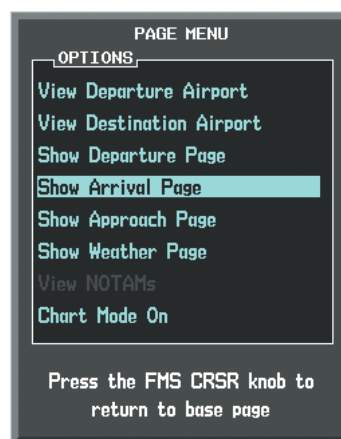 PAGE MENU
OPTIONS
View Departure Airport
View Destination Airport
Show Departure Page
Show Arrival Page
Show Approach Page
Show Weather Page
View NOTAMs
Chart Mode On
Press the FMS CRSR knob to
return to base page